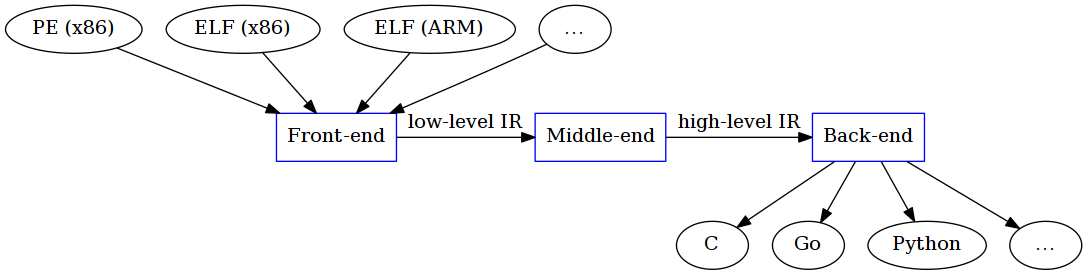 PE (x86)
ELF (x86)
ELF (ARM)
...
low-level IR
high-level IR
Front-end
Middle-end
Back-end
C
Go
Python
...